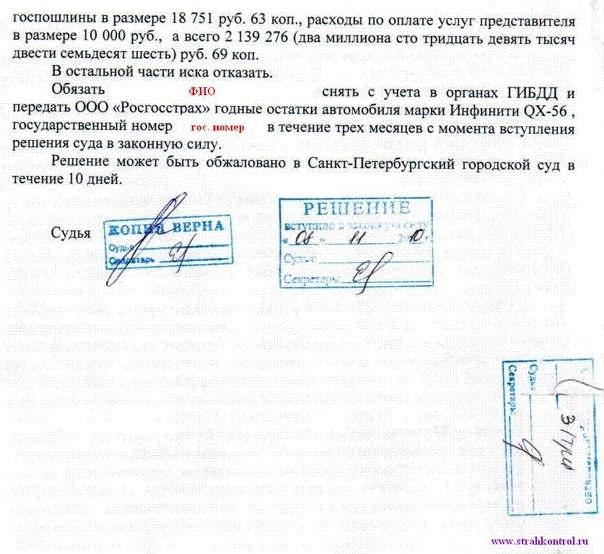 госпошлины в размере 18 751 руб. 63 коп., расходы по оплате услуг представителя
в размере 10 000 руб., а всего 2 139 276 (два миллиона сто тридцать девять тысяч
двести семьдесят шесть) руб. 69 коп.
В остальной части иска отказать.
Обязать ФИО снять с учета в органах ГИБДД и
передать ООО «Росгосстрах» годные остатки автомобиля марки Инфинити QX-56 ,
государственный номер гос. номер в течение трех месяцев с момента вступления
решения суда в законную силу.
Решение может быть обжаловано в Санкт-Петербургский городской суд в
течение 10 дней.
Судья
КОПИЯ ВЕРНА
Судья
Секретарь
РЕШЕНИЕ
вступило в законную силу
11
Судья:
Секретарь:
Судья
Секретарь:
3 /три
www.strahkontrol.ru